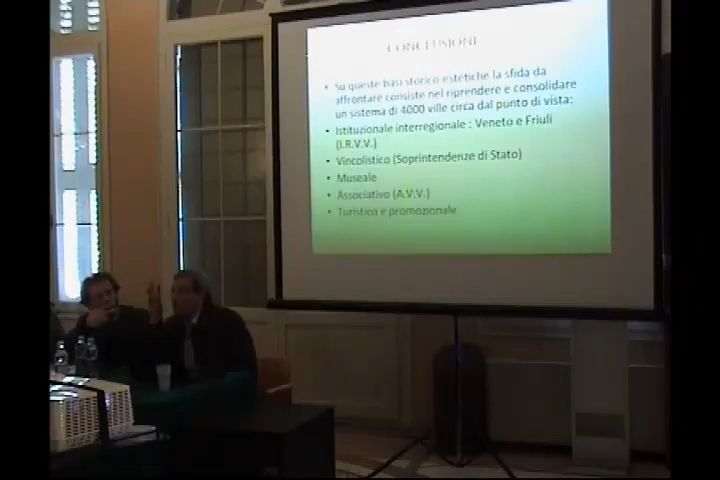 CONCLUSIONI
• Su queste basi storico estetiche la sfida da
affrontare consiste nel riprendere e consolidare
un sistema di 4000 ville circa dal punto di vista:
• Istituzionale interregionale : Veneto e Friuli
(I.R.V.V.)
• Vincolistico (Soprintendenze di Stato)
• Museale
• Associativo (A.V.V.)
• Turistico e promozionale